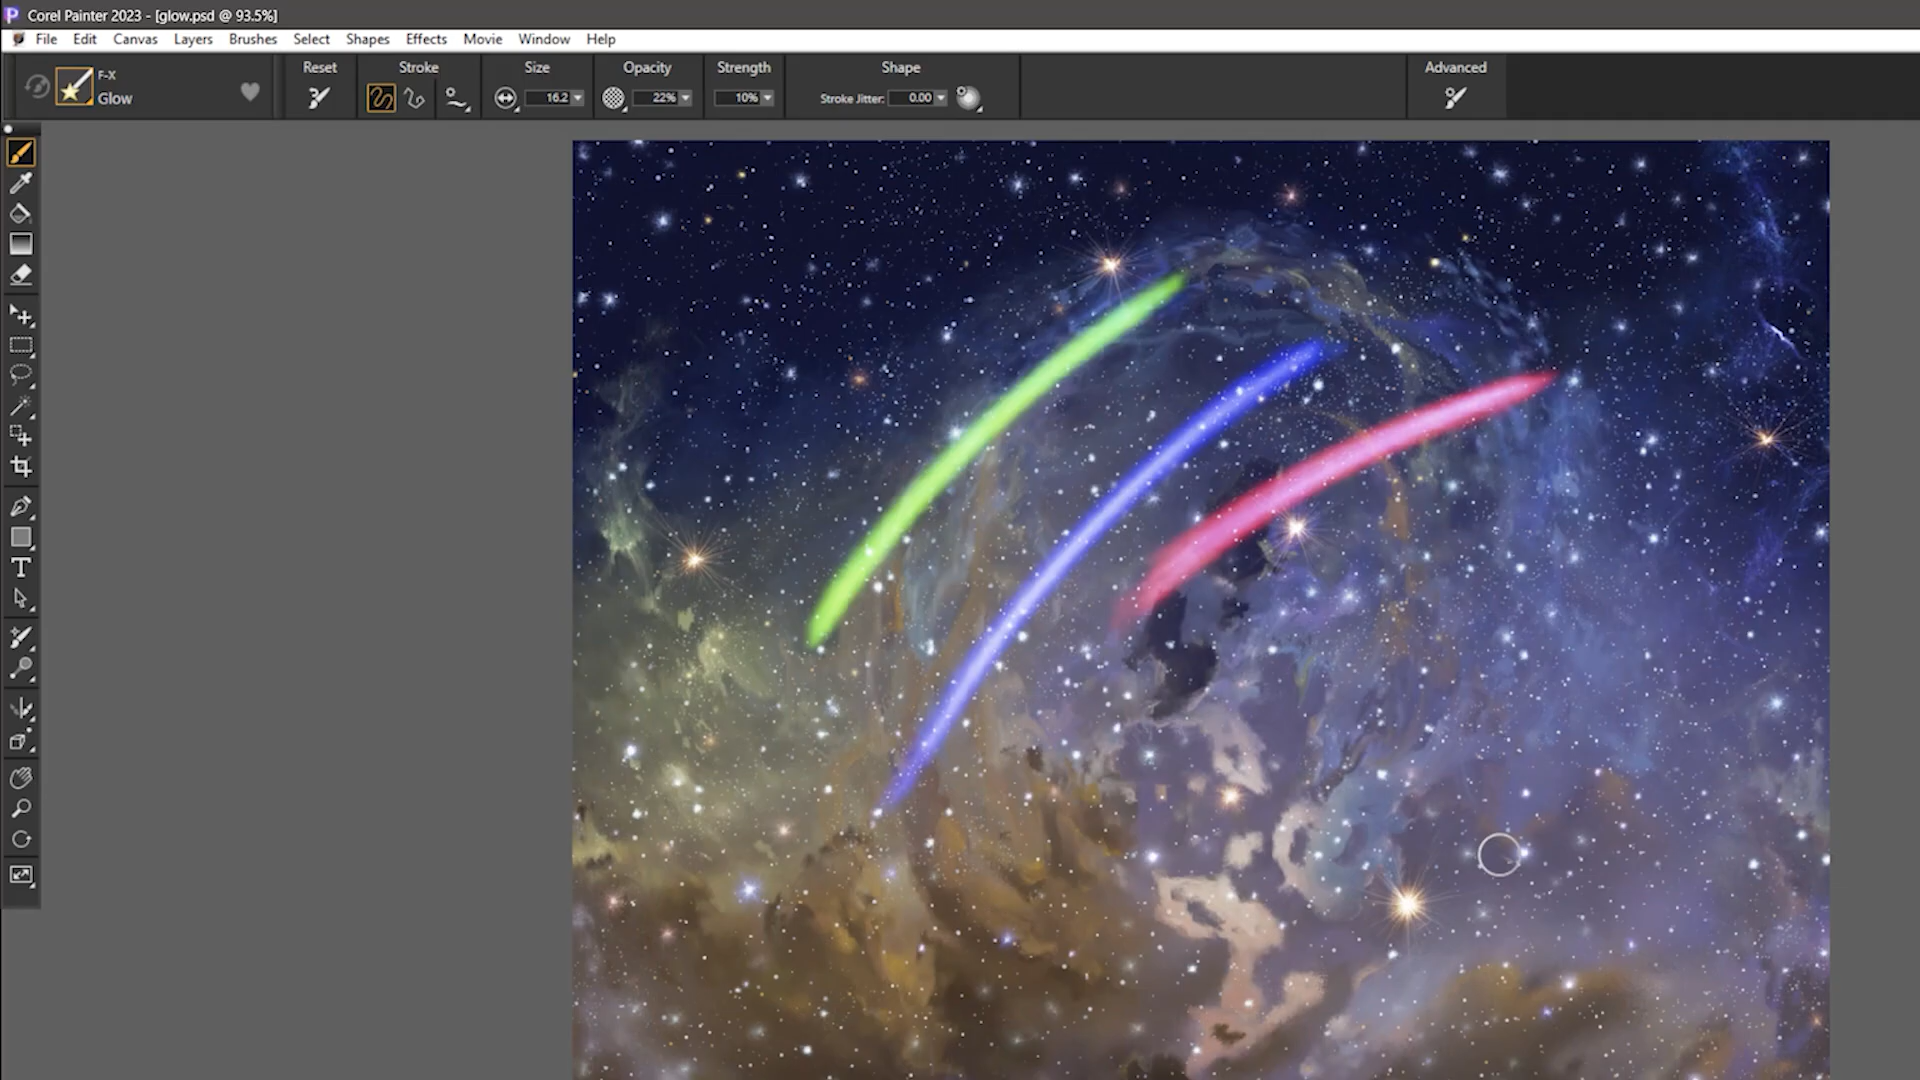 Corel Painter 2023 - [glow.psd @ 93.5%]
File Edit Canvas Layers Brushes Select Shapes Effects Movie Window Help
F-X
Glow
Reset
Stroke
Size
16.2
Opacity
22%
Strength
10%
Shape
Stroke Jitter: 0.00
Advanced